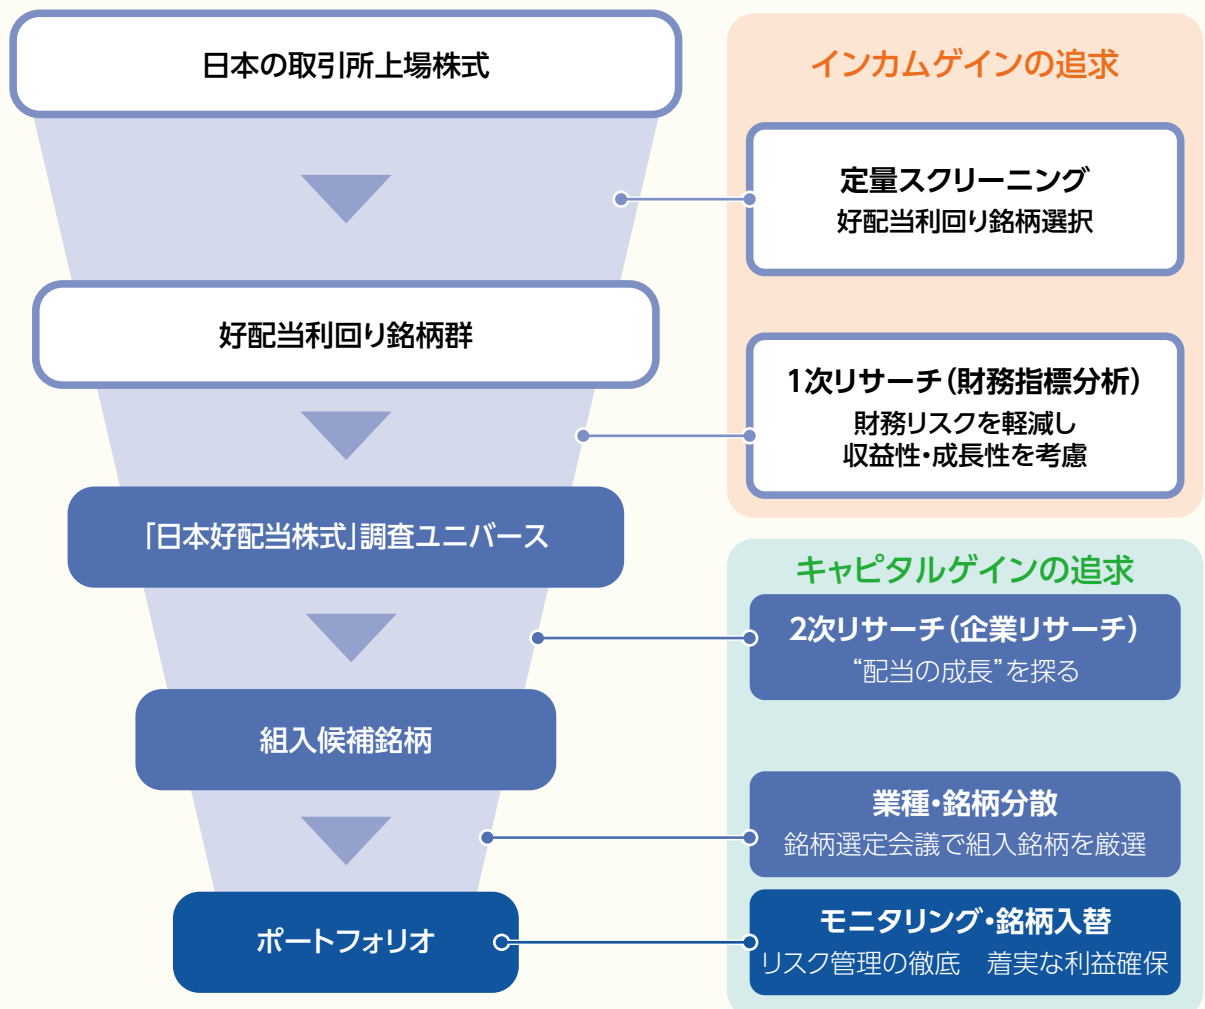 日本の取引所上場株式
好配当利回り銘柄群
「日本好配当株式」調査ユニバース
組入候補銘柄
ポートフォリオ
インカムゲインの追求
定量スクリーニング
好配当利回り銘柄選択
1次リサーチ（財務指標分析）
財務リスクを軽減し
収益性・成長性を考慮
キャピタルゲインの追求
2次リサーチ（企業リサーチ）
“配当の成長”を探る
業種・銘柄分散
銘柄選定会議で組入銘柄を厳選
モニタリング・銘柄入替
リスク管理の徹底　着実な利益確保